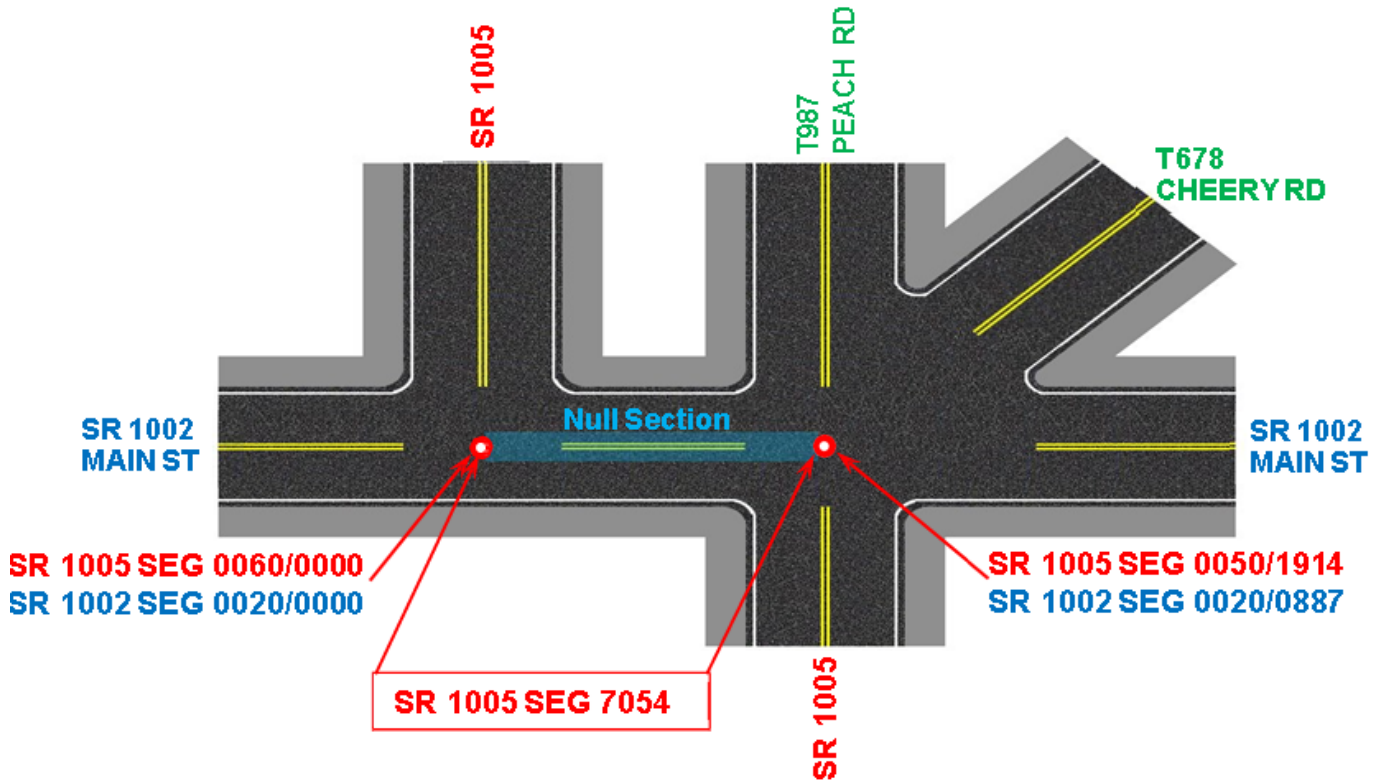 SR 1005
T987
PEACH RD
T678
CHEERY RD
Null Section
SR 1002
MAIN ST
SR 1002
MAIN ST
SR 1005 SEG 0060/0000
SR 1002 SEG 0020/0000
SR 1005 SEG 0050/1914
SR 1002 SEG 0020/0887
SR 1005 SEG 7054
SR 1005